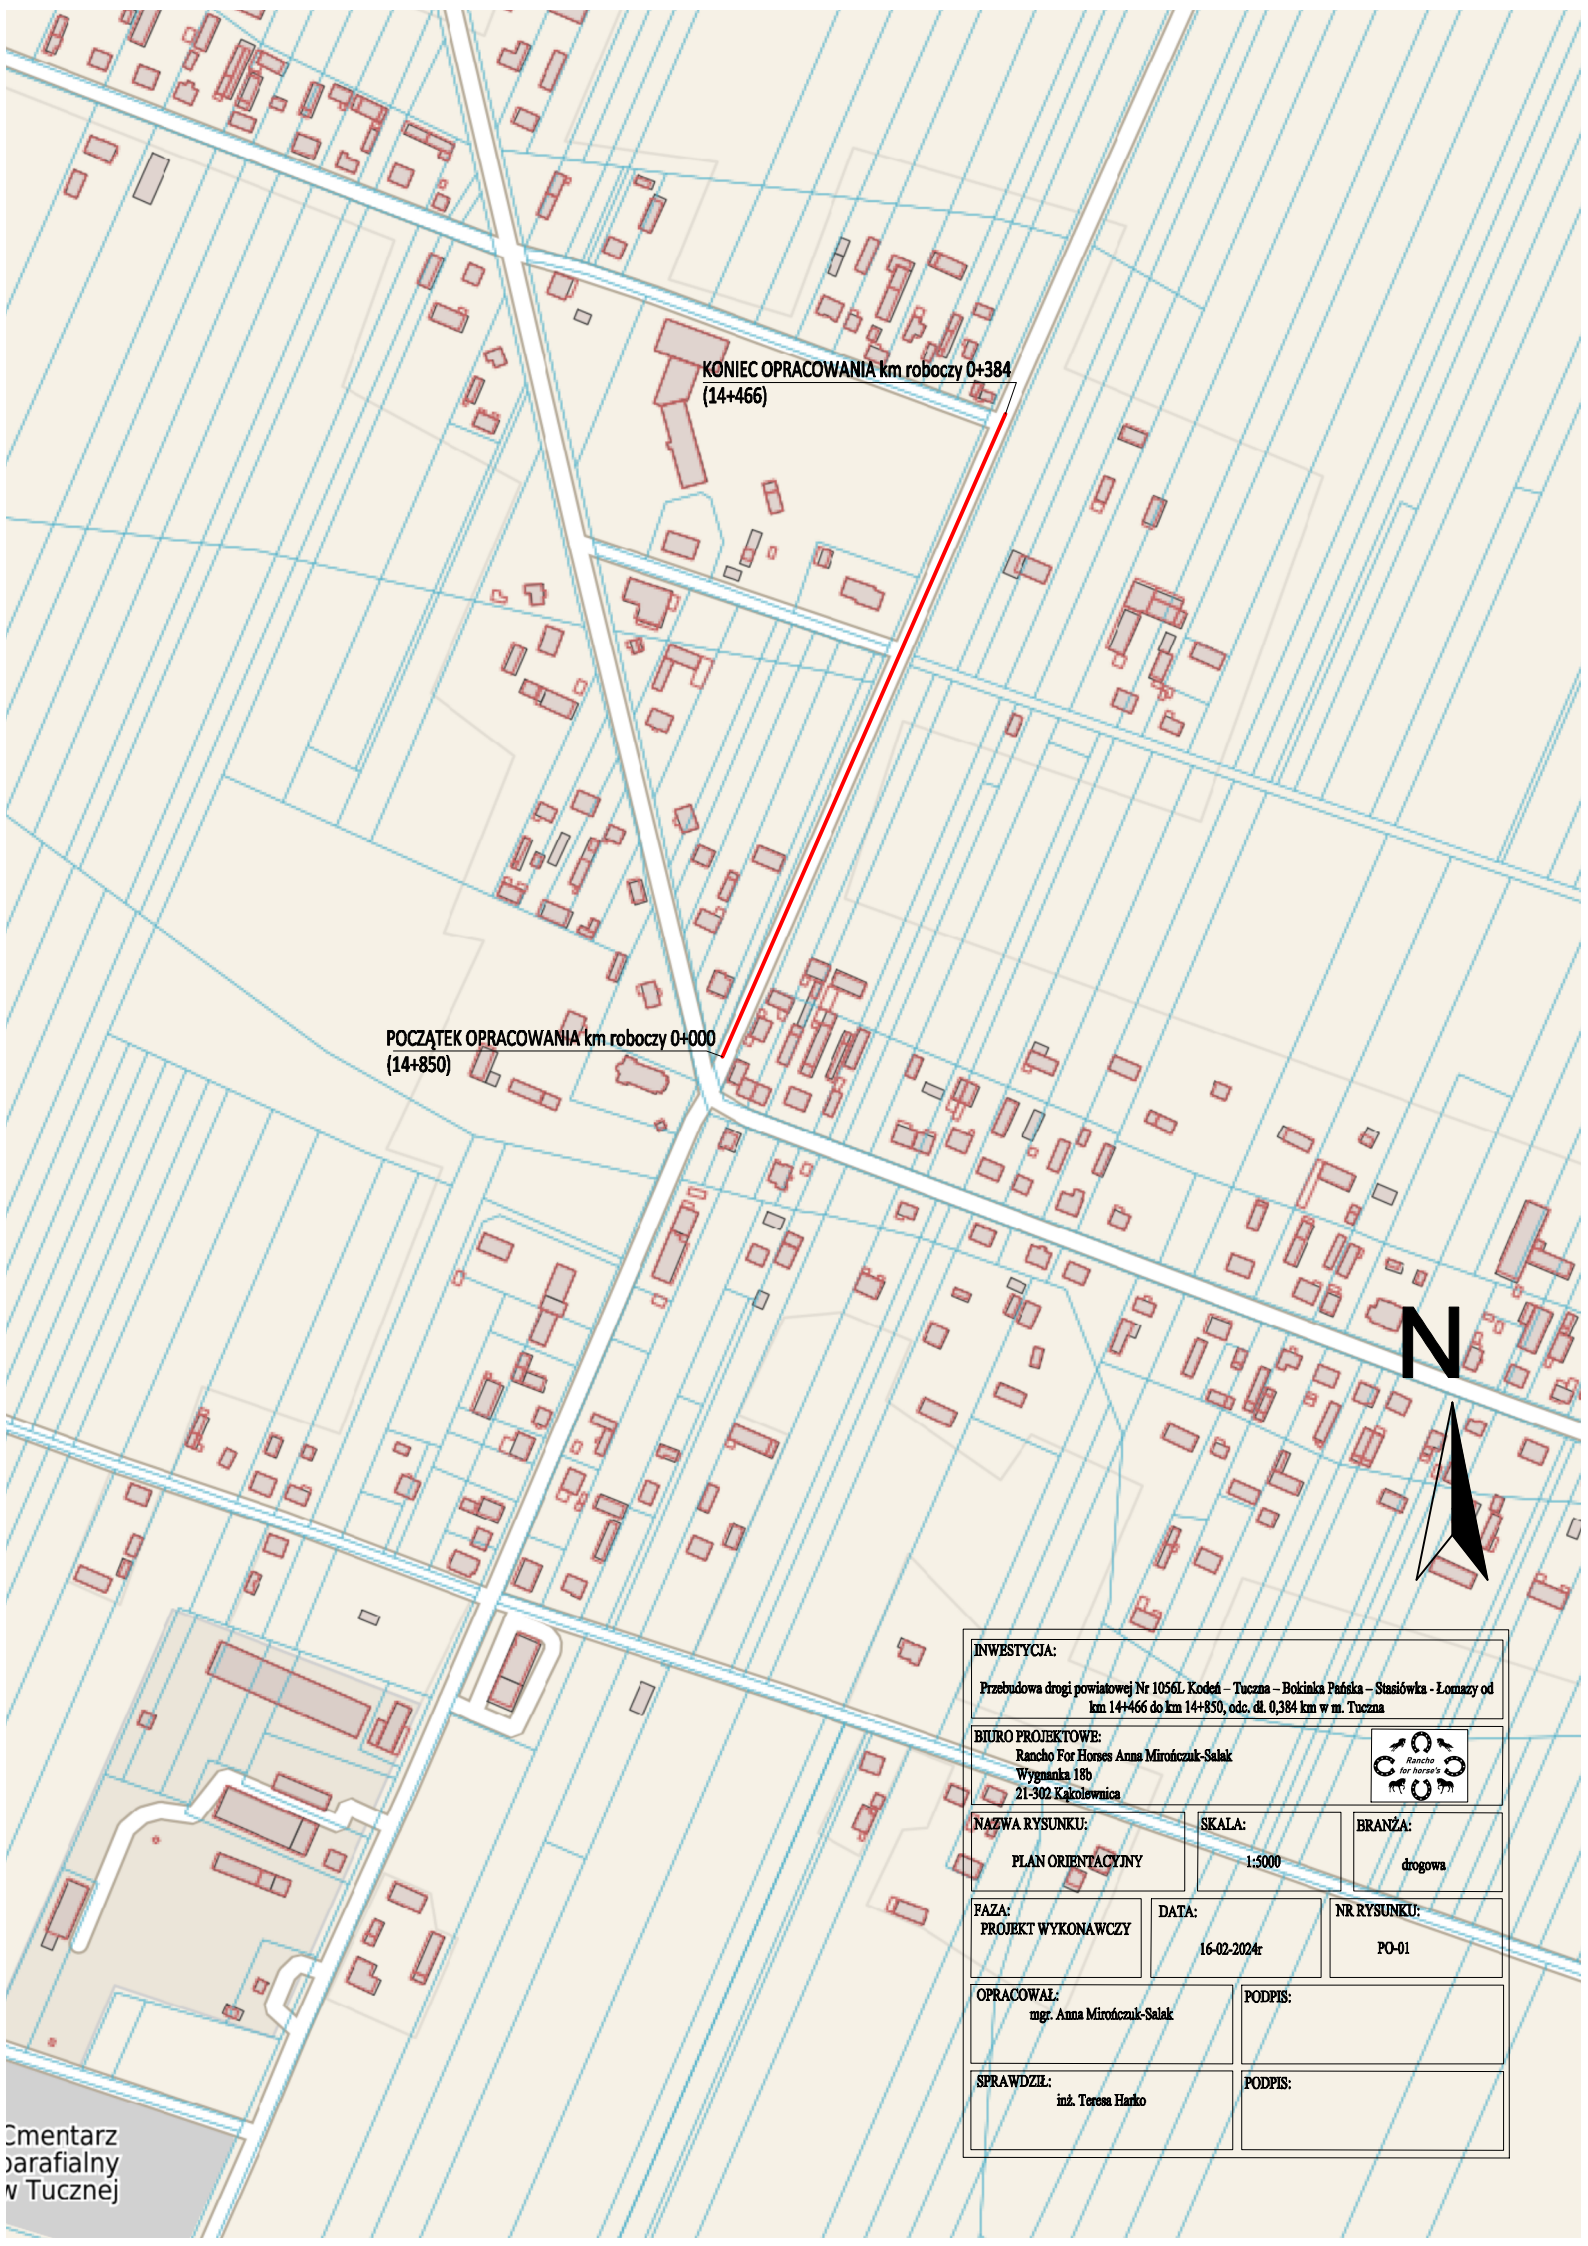 KONIEC OPRACOWANIA km roboczy 0+384
(14+466)
POCZĄTEK OPRACOWANIA km roboczy 0+000
(14+850)
N
INWESTYCJA:
Przebudowa drogi powiatowej Nr 1056L Kodeń – Tuczna – Bokinka Pańska – Stasiówka - Łomazy od
km 14+466 do km 14+850, odc. dł. 0,384 km w m. Tuczna
BIURO PROJEKTOWE:
Rancho For Horses Anna Mirończuk-Salak
Wygnanka 18b
21-302 Kąkolewnica
Rancho
for horse's
NAZWA RYSUNKU:
PLAN ORIENTACYJNY
SKALA:
1:5000
BRANŻA:
drogowa
FAZA:
PROJEKT WYKONAWCZY
DATA:
16-02-2024r
NR RYSUNKU:
PO-01
OPRACOWAŁ:
mgr. Anna Mirończuk-Salak
PODPIS:
SPRAWDZIŁ:
inż. Teresa Harko
PODPIS:
Cmentarz
parafialny
w Tucznej